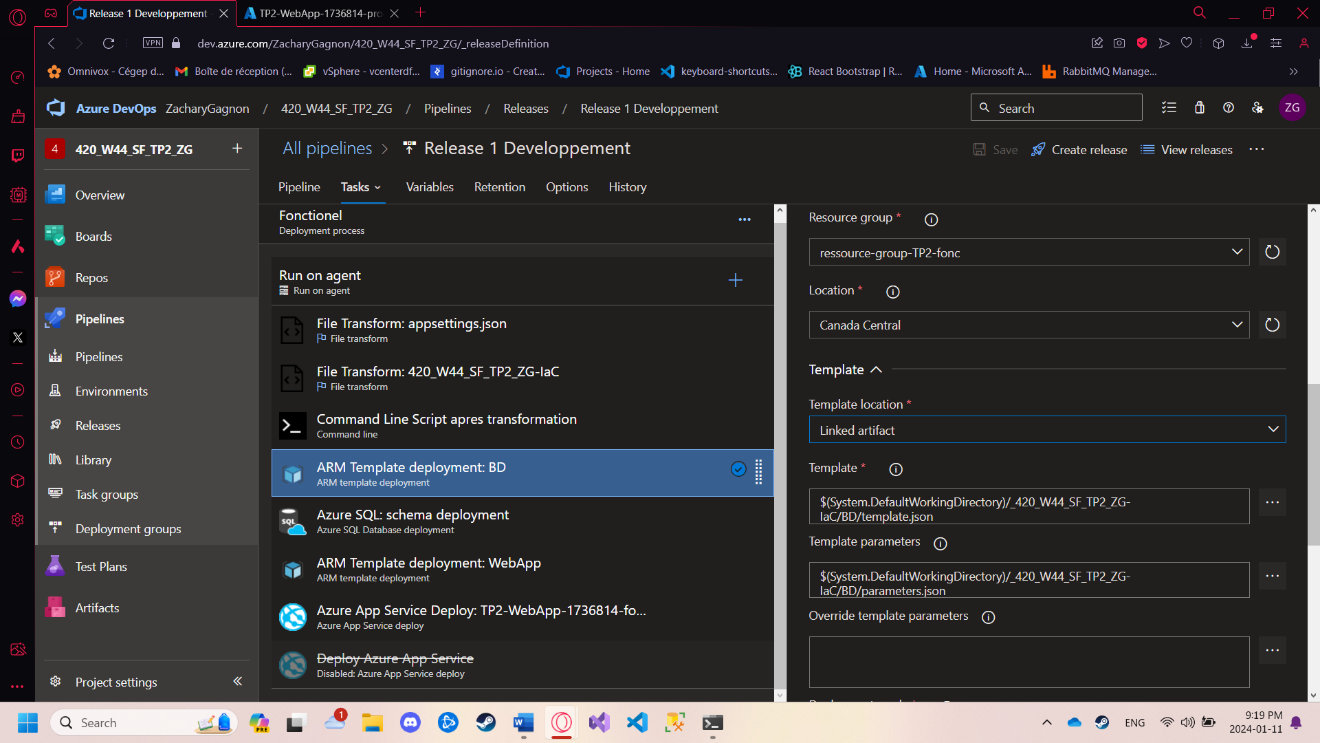 Release 1 Developpement
TP2-WebApp-1736814-pro
VPN
dev.azure.com/ZacharyGagnon/420_W44_SF_TP2_ZG/_releaseDefinition
Omnivox - Cégep d...
Boîte de réception (...
vSphere - vcenterdf...
gitignore.io - Creat...
Projects - Home
keyboard-shortcuts...
React Bootstrap | R...
Home - Microsoft A...
RabbitMQ Manage...
Azure DevOps
ZacharyGagnon
/
420_W44_SF_TP2_ZG
/
Pipelines
/
Releases
/
Release 1 Developpement
Search
ZG
4
420_W44_SF_TP2_ZG
Overview
Boards
Repos
Pipelines
Pipelines
Environments
Releases
Library
Task groups
Deployment groups
Test Plans
Artifacts
Project settings
All pipelines
Release 1 Developpement
Save
Create release
View releases
Pipeline
Tasks
Variables
Retention
Options
History
Fonctionel
Deployment process
Run on agent
Run on agent
File Transform: appsettings.json
File transform
File Transform: 420_W44_SF_TP2_ZG-IaC
File transform
Command Line Script apres transformation
Command line
ARM Template deployment: BD
ARM template deployment
SQL
Azure SQL: schema deployment
Azure SQL Database deployment
ARM Template deployment: WebApp
ARM template deployment
Azure App Service Deploy: TP2-WebApp-1736814-fo...
Azure App Service deploy
Deploy Azure App Service
Disabled: Azure App Service deploy
Resource group *
ressource-group-TP2-fonc
Location *
Canada Central
Template
Template location *
Linked artifact
Template *
$(System.DefaultWorkingDirectory)/_420_W44_SF_TP2_ZG-
IaC/BD/template.json
Template parameters
$(System.DefaultWorkingDirectory)/_420_W44_SF_TP2_ZG-
IaC/BD/parameters.json
Override template parameters
Search
PRE
1
ENG
9:19 PM
2024-01-11